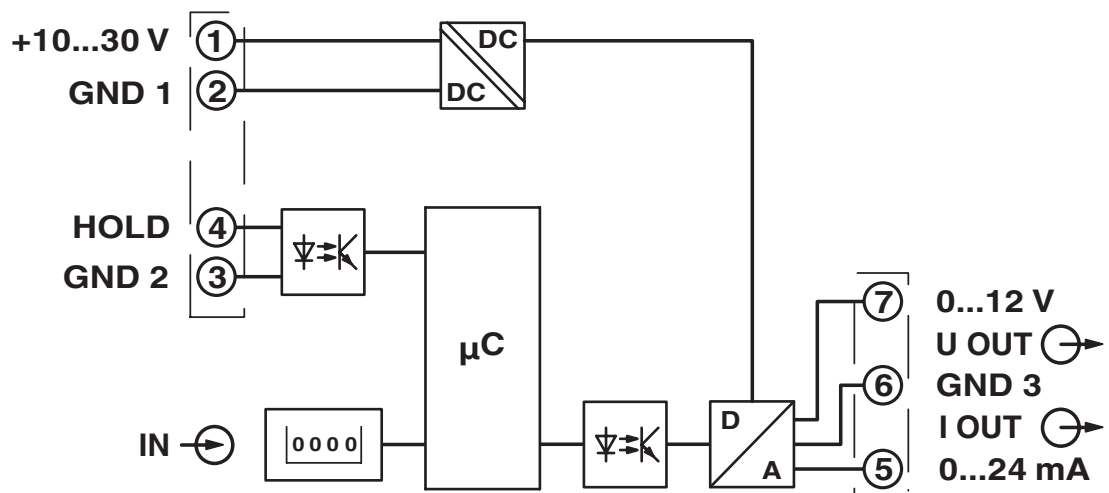 +10...30 V
1
GND 1
2
DC
DC
HOLD
4
GND 2
3
µC
IN
0000
D
A
7
0...12 V
U OUT
6
GND 3
I OUT
5
0...24 mA